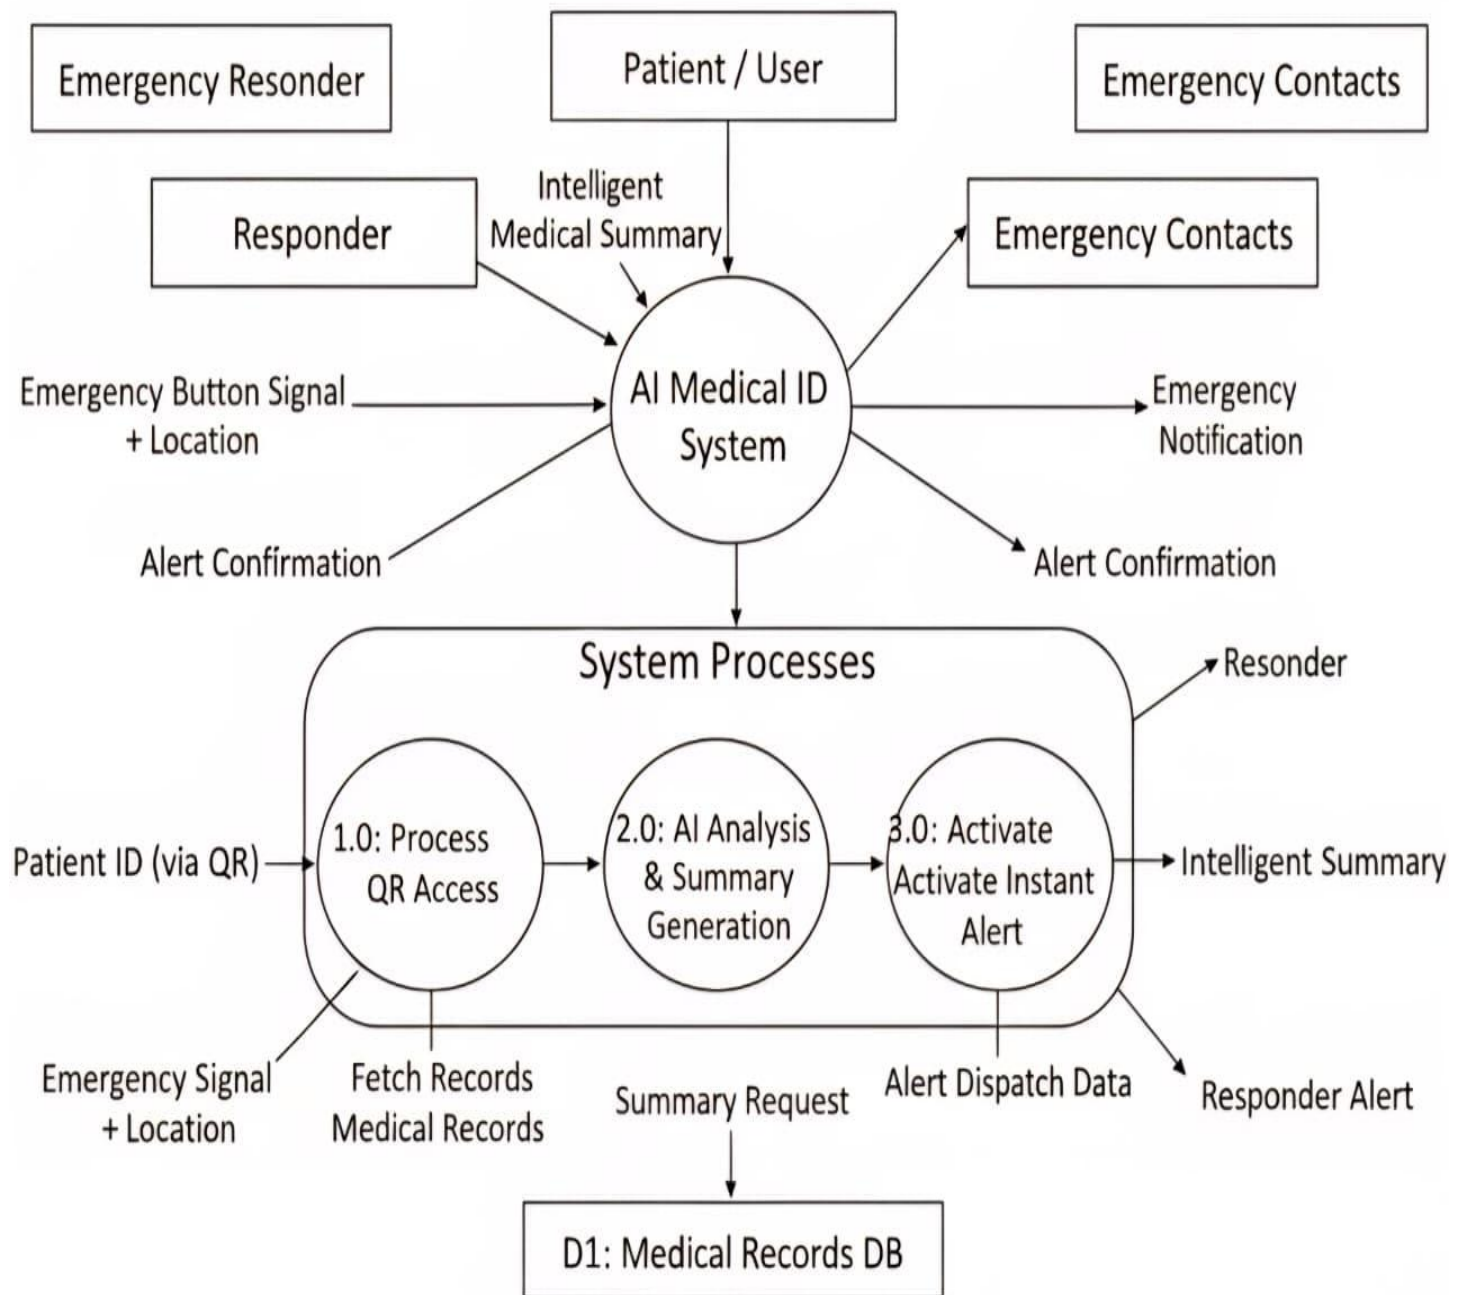 Emergency Resonder
Patient / User
Emergency Contacts
Responder
Intelligent
Medical Summary
Emergency Contacts
AI Medical ID
System
Emergency Button Signal
+ Location
Emergency
Notification
Alert Confirmation
Alert Confirmation
System Processes
Resonder
Patient ID (via QR)
1.0: Process
QR Access
2.0: AI Analysis
& Summary
Generation
3.0: Activate
Activate Instant
Alert
Intelligent Summary
Emergency Signal
+ Location
Fetch Records
Medical Records
Summary Request
Alert Dispatch Data
Responder Alert
D1: Medical Records DB